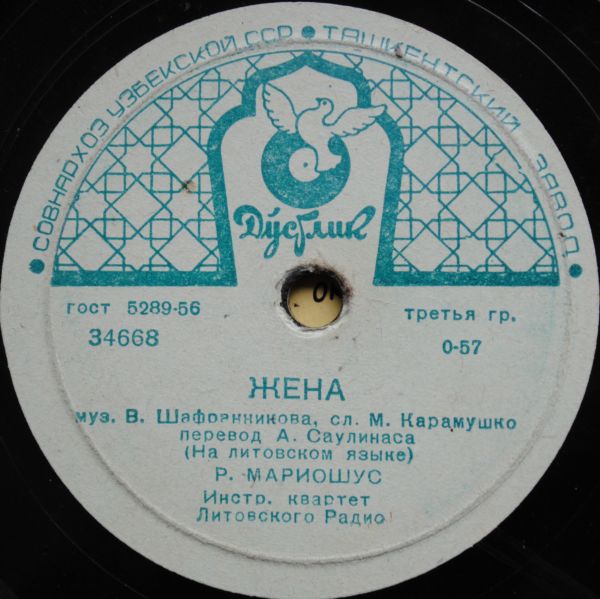 ● СОВНАРХОЗ УЗБЕКСКОЙ ССР ● ТАШКЕНТСКИЙ ЗАВОД ●
Дўстлик
гост 5289-56
третья гр.
34668
0-57
ЖЕНА
муз. В. Шафранникова, сл. М. Карамушко
перевод А. Саулинаса
(На литовском языке)
Р. МАРИОШУС
Инстр. квартет
Литовского Радио